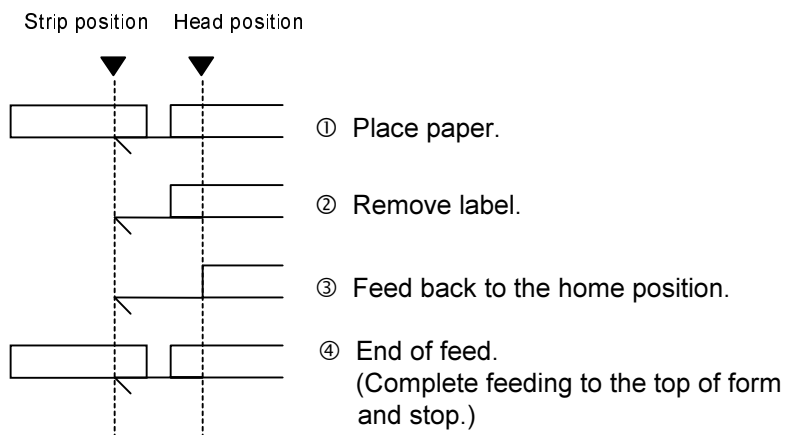 Strip position Head position
① Place paper.
② Remove label.
③ Feed back to the home position.
④ End of feed.
(Complete feeding to the top of form
and stop.)